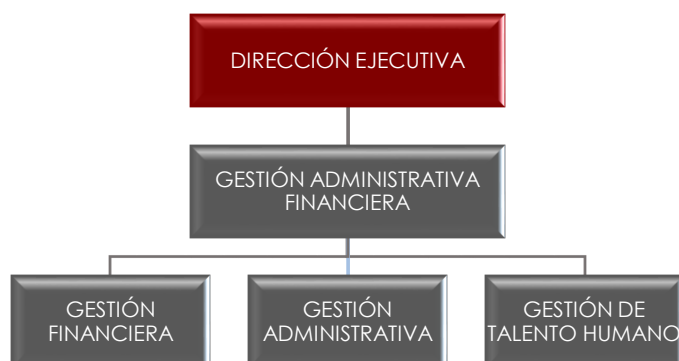 DIRECCIÓN EJECUTIVA
GESTIÓN ADMINISTRATIVA
FINANCIERA
GESTIÓN
FINANCIERA
GESTIÓN
ADMINISTRATIVA
GESTIÓN DE
TALENTO HUMANO